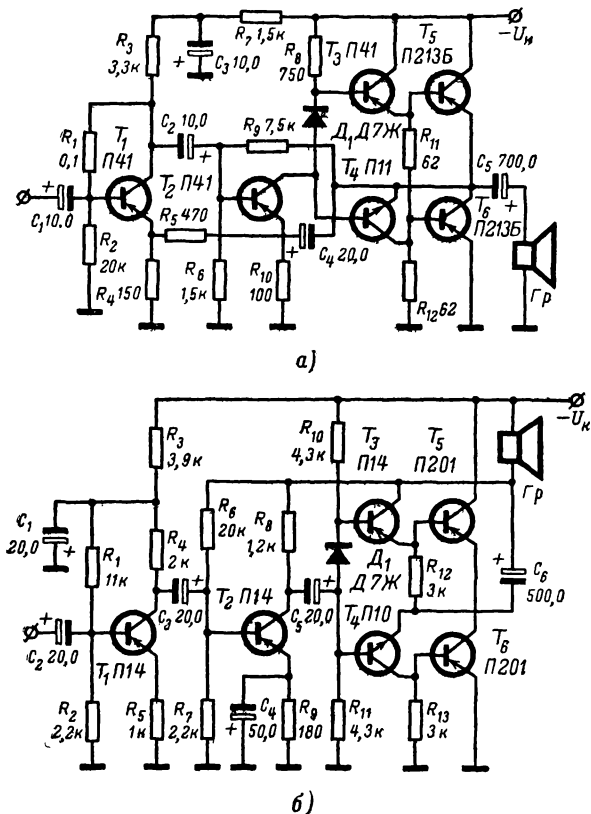 R₃
3,3к
R₇ 1,5к
C₃ 10,0
R₈
750
T₃ П41
T₅
П213Б
–Uн
R₁
0,1
T₁
П41
C₂ 10,0
R₉ 7,5к
Д₁ Д7Ж
R₁₁
62
T₂ П41
T₄ П11
C₅ 700,0
C₁ 10,0
R₂
20к
R₅ 470
C₄ 20,0
T₆
П213Б
R₄ 150
R₆
1,5к
R₁₀
100
R₁₂ 62
Гр
а)
–Uк
R₃
3,9к
R₁₀
4,3к
T₃
П14
T₅
П201
Гр
C₁
20,0
R₁
11к
R₄
2к
R₆
20к
R₈
1,2к
Д₁
Д7Ж
R₁₂
3к
C₆
500,0
C₂ 20,0
C₃
20,0
T₂ П14
C₅ 20,0
T₄ П10
T₆
П201
T₁ П14
R₂
2,2к
R₅
1к
R₇
2,2к
C₄
50,0
R₉
180
R₁₁
4,3к
R₁₃
3к
б)